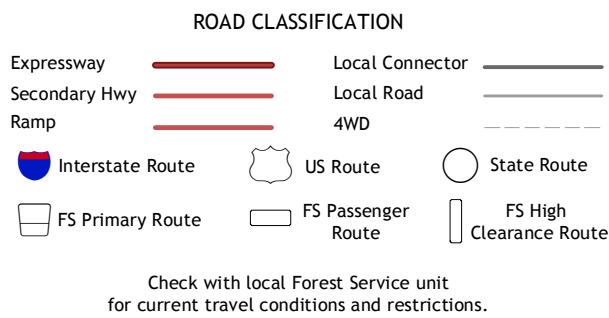 ROAD CLASSIFICATION
Expressway
Local Connector
Secondary Hwy
Local Road
Ramp
4WD
Interstate Route
US Route
State Route
FS Primary Route
FS Passenger
Route
FS High
Clearance Route
Check with local Forest Service unit
for current travel conditions and restrictions.